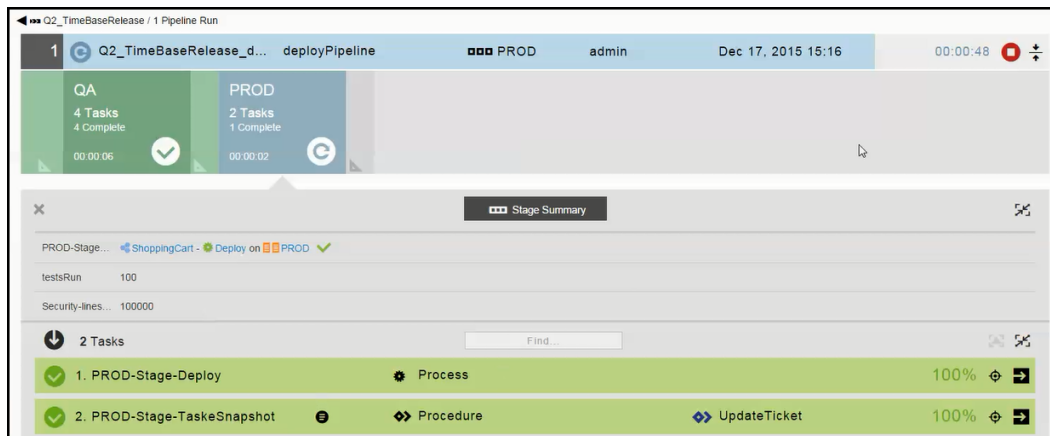 Q2_TimeBaseRelease / 1 Pipeline Run
1 Q2_TimeBaseRelease_d... deployPipeline PROD admin Dec 17, 2015 15:16 00:00:48
QA PROD
4 Tasks 2 Tasks
4 Complete 1 Complete
00:00:06 00:00:02
Stage Summary
PROD-Stage... ShoppingCart - Deploy on PROD
testsRun 100
Security-lines... 100000
2 Tasks Find...
1. PROD-Stage-Deploy Process 100%
2. PROD-Stage-TaskeSnapshot Procedure UpdateTicket 100%